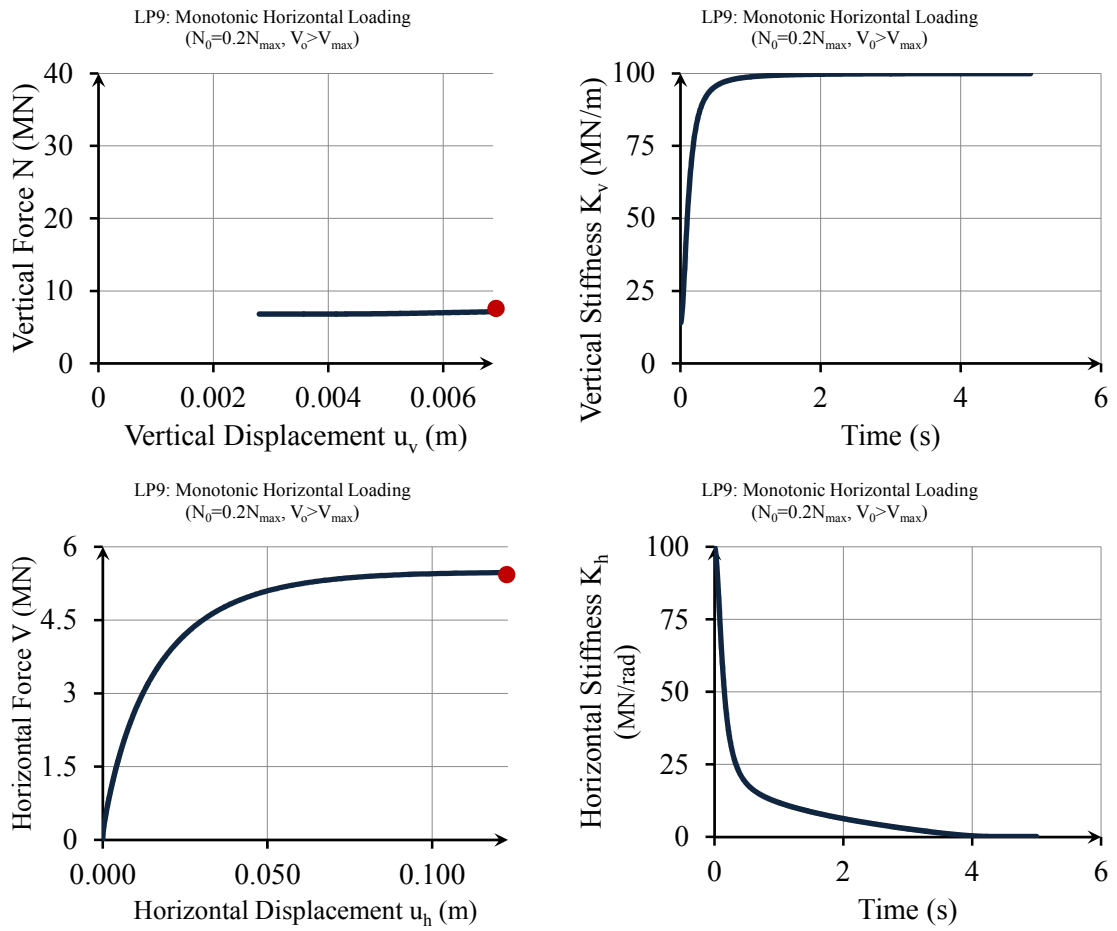 LP9: Monotonic Horizontal Loading
(N0=0.2Nmax, Vo>Vmax)
40
30
20
10
0
0 0.002 0.004 0.006
Vertical Force N (MN)
Vertical Displacement uv (m)
LP9: Monotonic Horizontal Loading
(N0=0.2Nmax, V0>Vmax)
100
75
50
25
0
0 2 4 6
Vertical Stiffness Kv (MN/m)
Time (s)
LP9: Monotonic Horizontal Loading
(N0=0.2Nmax, Vo>Vmax)
6
4.5
3
1.5
0
0.000 0.050 0.100
Horizontal Force V (MN)
Horizontal Displacement uh (m)
LP9: Monotonic Horizontal Loading
(N0=0.2Nmax, V0>Vmax)
100
75
50
25
0
0 2 4 6
Horizontal Stiffness Kh
(MN/rad)
Time (s)